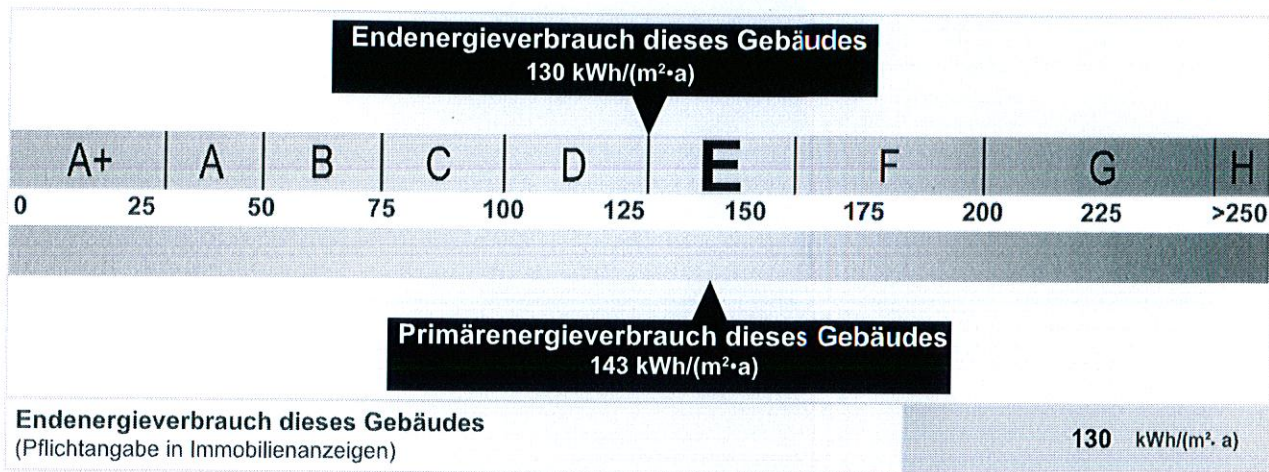 Endenergieverbrauch dieses Gebäudes
130 kWh/(m²•a)
A+ A B C D E F G H
0 25 50 75 100 125 150 175 200 225 >250
Primärenergieverbrauch dieses Gebäudes
143 kWh/(m²•a)
Endenergieverbrauch dieses Gebäudes
(Pflichtangabe in Immobilienanzeigen)
130 kWh/(m²· a)